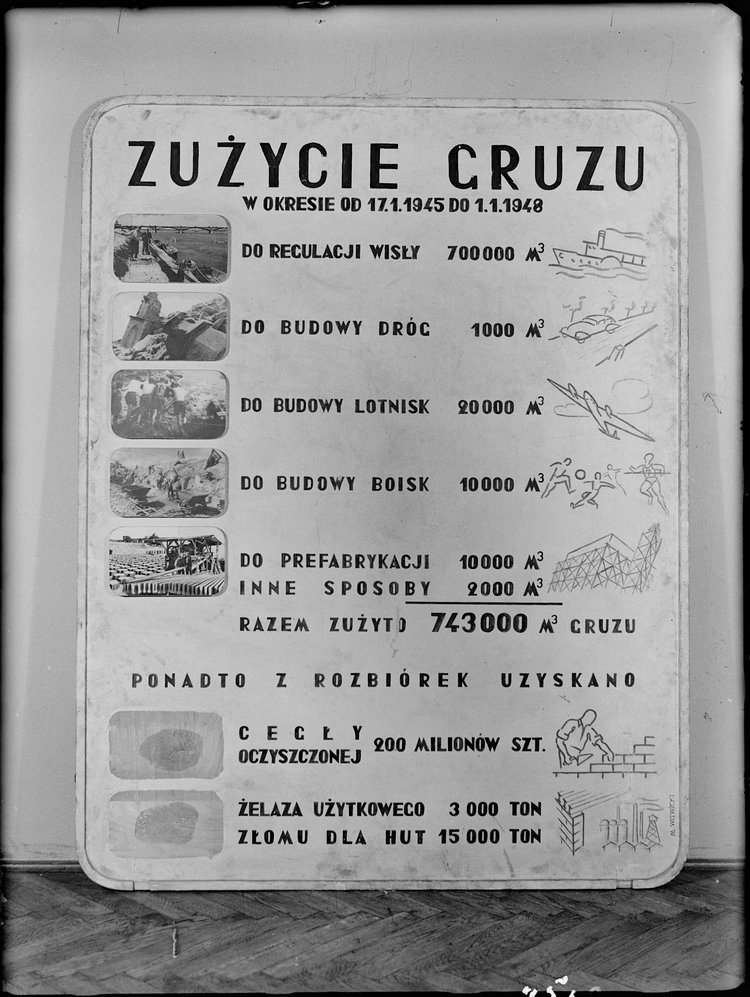 ZUŻYCIE GRUZU
W OKRESIE OD 17.1.1945 DO 1.1.1948
DO REGULACJI WISŁY 700000 M³
DO BUDOWY DRÓG 1000 M³
DO BUDOWY LOTNISK 20000 M³
DO BUDOWY BOISK 10000 M³
DO PREFABRYKACJI 10000 M³
INNE SPOSOBY 2000 M³
RAZEM ZUŻYTO 743000 M³ GRUZU
PONADTO Z ROZBIÓREK UZYSKANO
CEGŁY
OCZYSZCZONEJ 200 MILIONÓW SZT.
ŻELAZA UŻYTKOWEGO 3 000 TON
ZŁOMU DLA HUT 15 000 TON